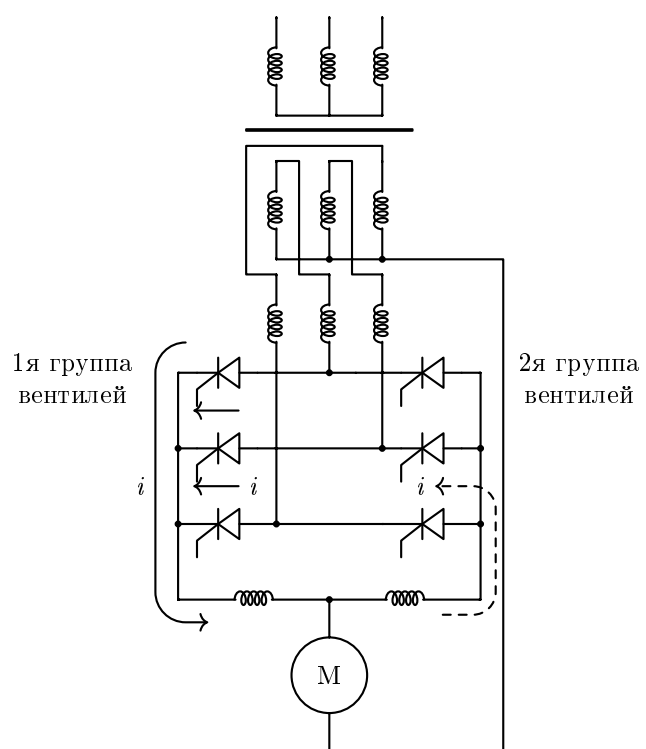 1я группа
вентилей
2я группа
вентилей
i
i
i
М